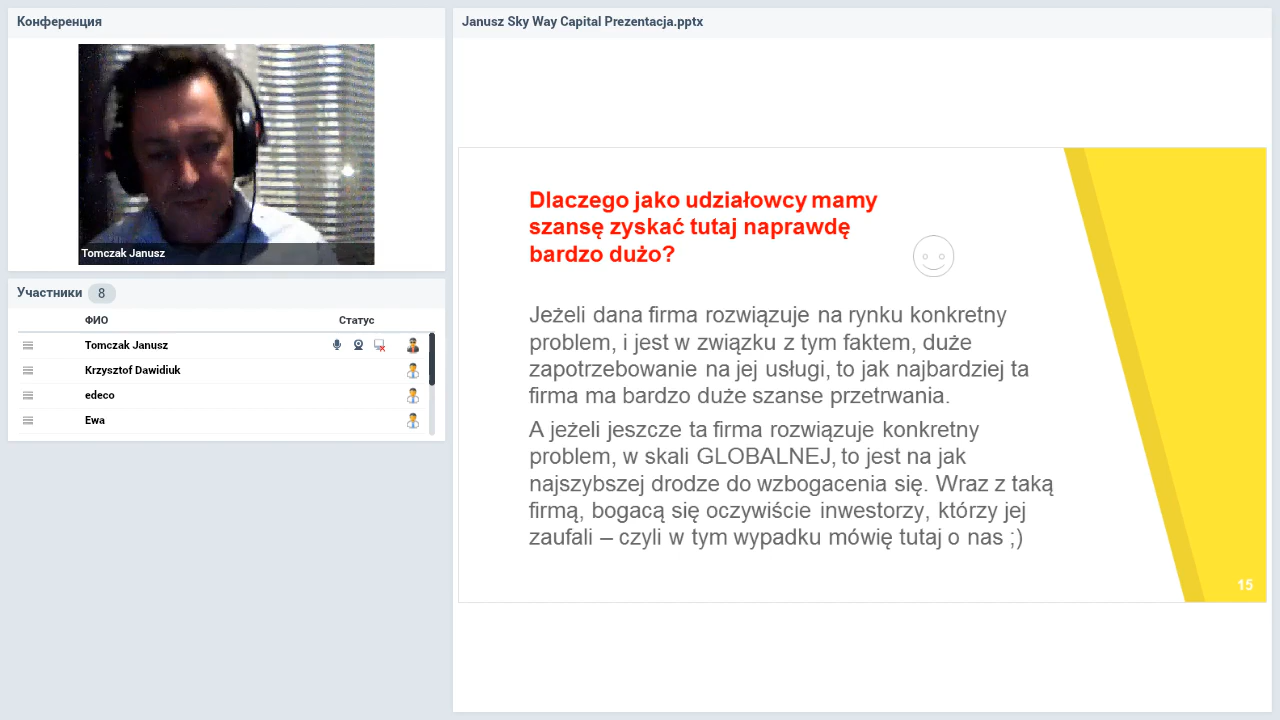 Конференция
Tomczak Janusz
Участники 8
ФИО Статус
Tomczak Janusz
Krzysztof Dawidiuk
edeco
Ewa
Janusz Sky Way Capital Prezentacja.pptx
Dlaczego jako udziałowcy mamy
szansę zyskać tutaj naprawdę
bardzo dużo?
Jeżeli dana firma rozwiązuje na rynku konkretny
problem, i jest w związku z tym faktem, duże
zapotrzebowanie na jej usługi, to jak najbardziej ta
firma ma bardzo duże szanse przetrwania.
A jeżeli jeszcze ta firma rozwiązuje konkretny
problem, w skali GLOBALNEJ, to jest na jak
najszybszej drodze do wzbogacenia się. Wraz z taką
firmą, bogacą się oczywiście inwestorzy, którzy jej
zaufali – czyli w tym wypadku mówię tutaj o nas ;)
15